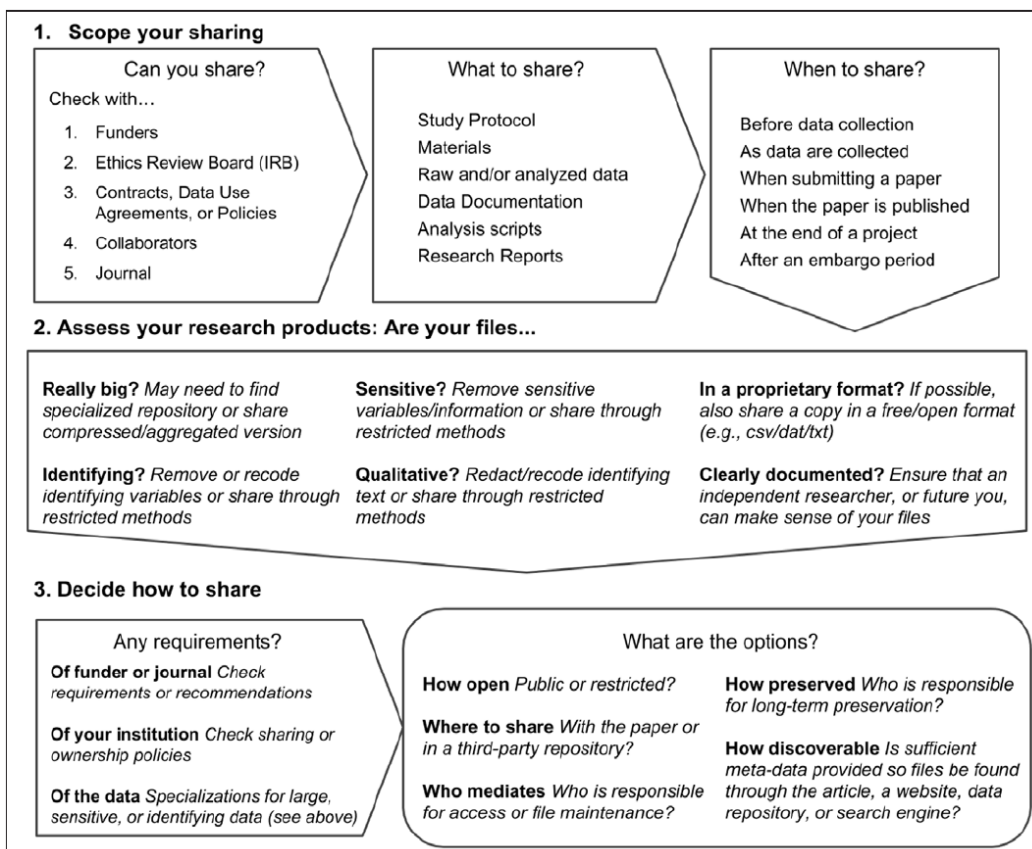 1. Scope your sharing
Can you share?
Check with...
1. Funders
2. Ethics Review Board (IRB)
3. Contracts, Data Use
Agreements, or Policies
4. Collaborators
5. Journal
What to share?
Study Protocol
Materials
Raw and/or analyzed data
Data Documentation
Analysis scripts
Research Reports
When to share?
Before data collection
As data are collected
When submitting a paper
When the paper is published
At the end of a project
After an embargo period
2. Assess your research products: Are your files...
Really big? May need to find
specialized repository or share
compressed/aggregated version
Sensitive? Remove sensitive
variables/information or share through
restricted methods
In a proprietary format? If possible,
also share a copy in a free/open format
(e.g., csv/dat/txt)
Identifying? Remove or recode
identifying variables or share through
restricted methods
Qualitative? Redact/recode identifying
text or share through restricted
methods
Clearly documented? Ensure that an
independent researcher, or future you,
can make sense of your files
3. Decide how to share
Any requirements?
Of funder or journal Check
requirements or recommendations
Of your institution Check sharing or
ownership policies
Of the data Specializations for large,
sensitive, or identifying data (see above)
What are the options?
How open Public or restricted?
Where to share With the paper or
in a third-party repository?
Who mediates Who is responsible
for access or file maintenance?
How preserved Who is responsible
for long-term preservation?
How discoverable Is sufficient
meta-data provided so files be found
through the article, a website, data
repository, or search engine?